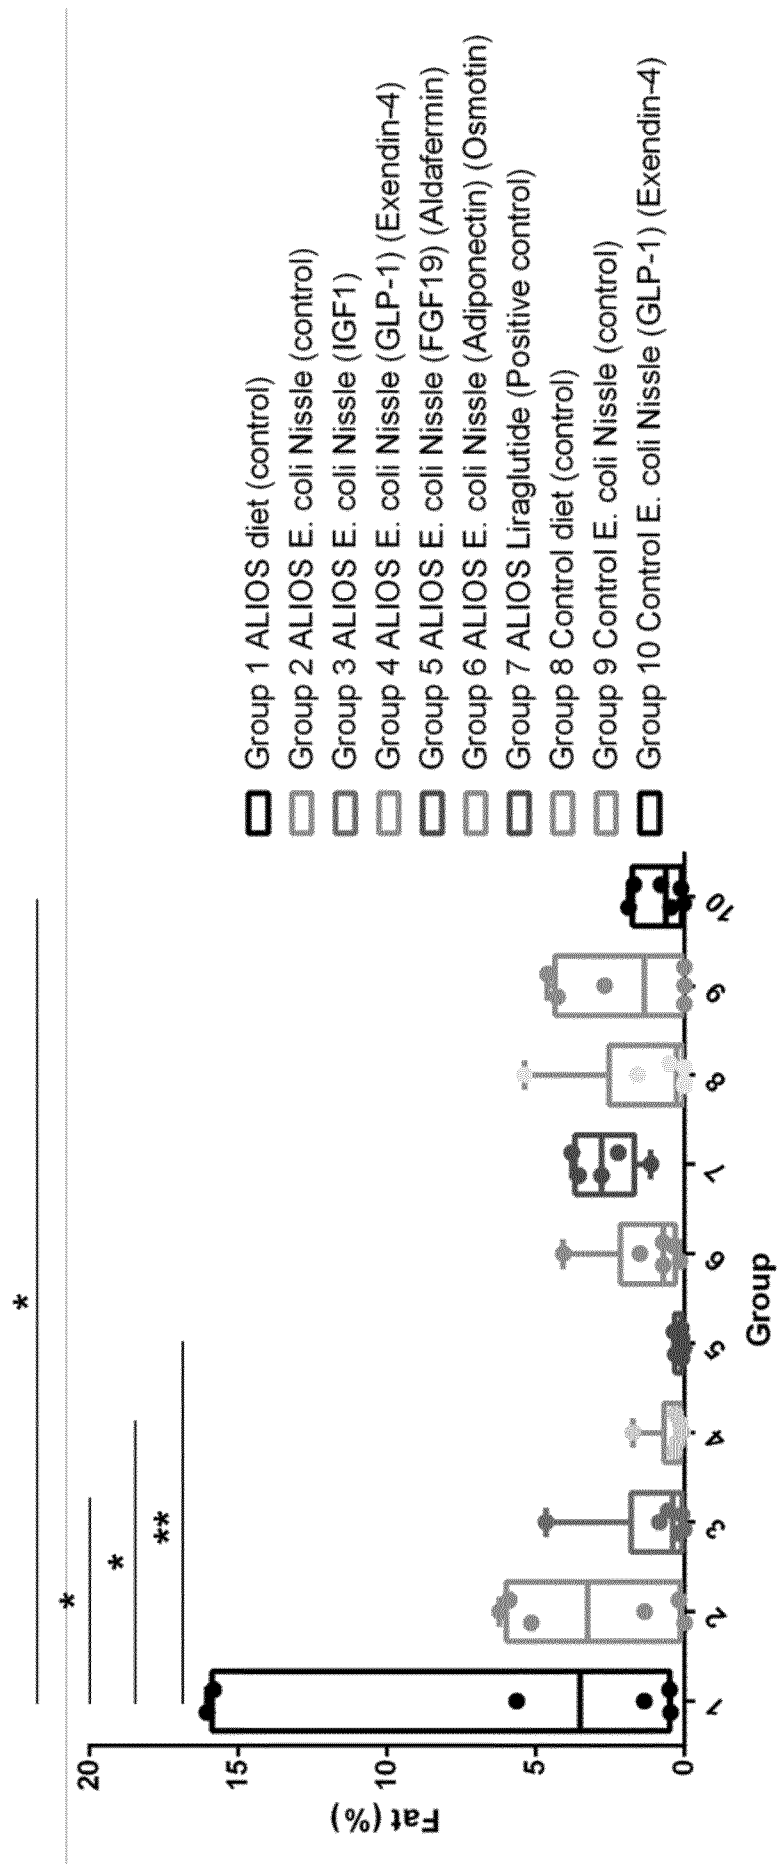 *
*
*
**
Fat (%)
20
15
10
5
0
1 2 3 4 5 6 7 8 9 10
Group
Group 1 ALIOS diet (control)
Group 2 ALIOS E. coli Nissle (control)
Group 3 ALIOS E. coli Nissle (IGF1)
Group 4 ALIOS E. coli Nissle (GLP-1) (Exendin-4)
Group 5 ALIOS E. coli Nissle (FGF19) (Aldafermin)
Group 6 ALIOS E. coli Nissle (Adiponectin) (Osmotin)
Group 7 ALIOS Liraglutide (Positive control)
Group 8 Control diet (control)
Group 9 Control E. coli Nissle (control)
Group 10 Control E. coli Nissle (GLP-1) (Exendin-4)